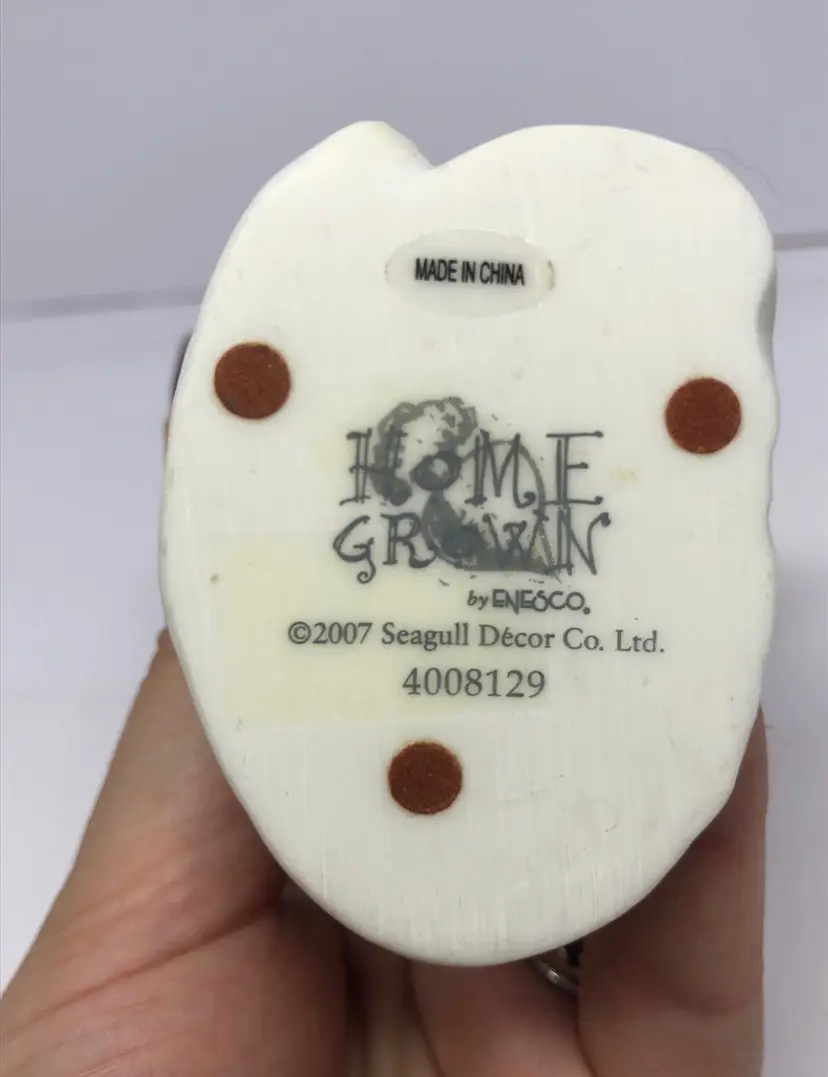 MADE IN CHINA
HOME
GROWN
by ENESCO.
©2007 Seagull Décor Co. Ltd.
4008129